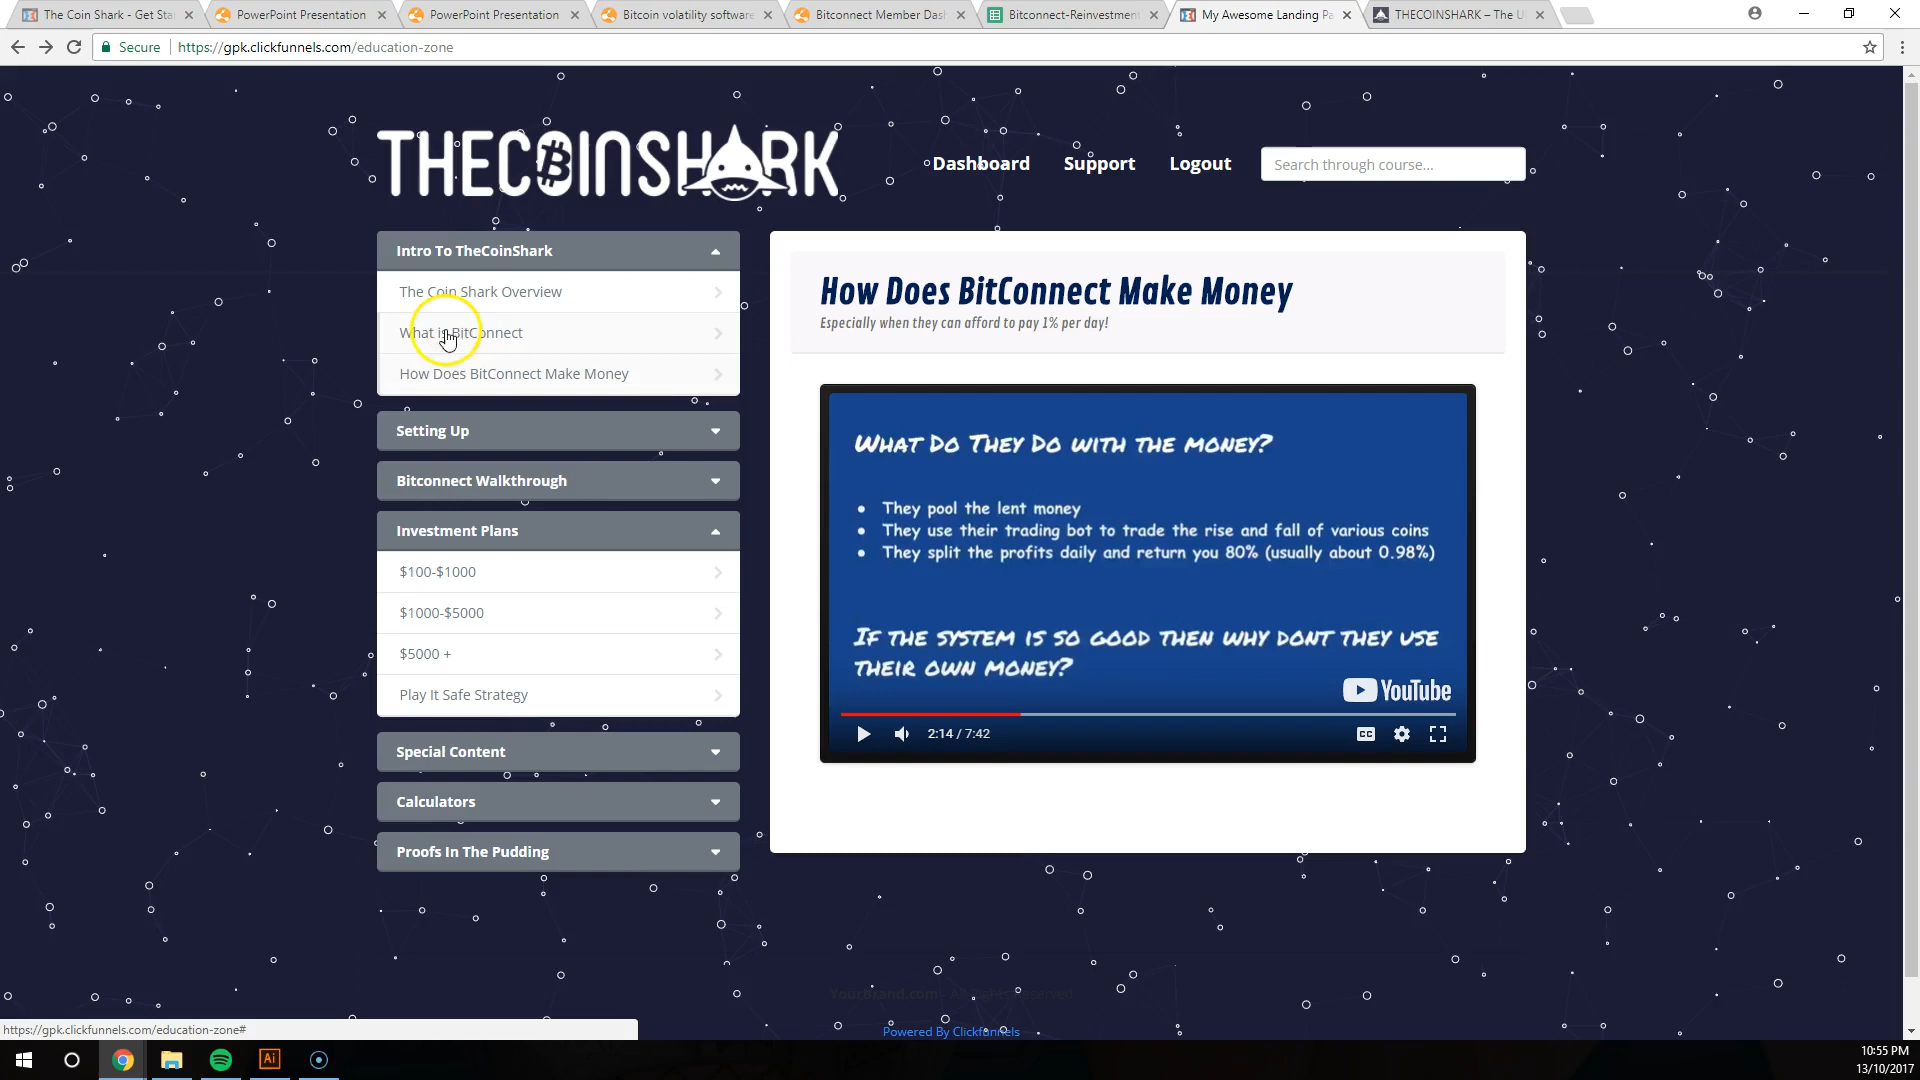 The Coin Shark - Get Sta
PowerPoint Presentation
PowerPoint Presentation
Bitcoin volatility software
Bitconnect Member Das
Bitconnect-Reinvestment
My Awesome Landing Pa
THECOINSHARK – The U
Secure
https://gpk.clickfunnels.com/education-zone
THECOINSHARK
Dashboard
Support
Logout
Search through course...
Intro To TheCoinShark
The Coin Shark Overview
What is BitConnect
How Does BitConnect Make Money
Setting Up
Bitconnect Walkthrough
Investment Plans
$100-$1000
$1000-$5000
$5000 +
Play It Safe Strategy
Special Content
Calculators
Proofs In The Pudding
How Does BitConnect Make Money
Especially when they can afford to pay 1% per day!
What Do They Do with the money?
• They pool the lent money
• They use their trading bot to trade the rise and fall of various coins
• They split the profits daily and return you 80% (usually about 0.98%)
If the system is so good then why dont they use
their own money?
YouTube
2:14 / 7:42
CC
YourBrand.com - All Rights Reserved
Powered By Clickfunnels
https://gpk.clickfunnels.com/education-zone#
Ai
10:55 PM
13/10/2017